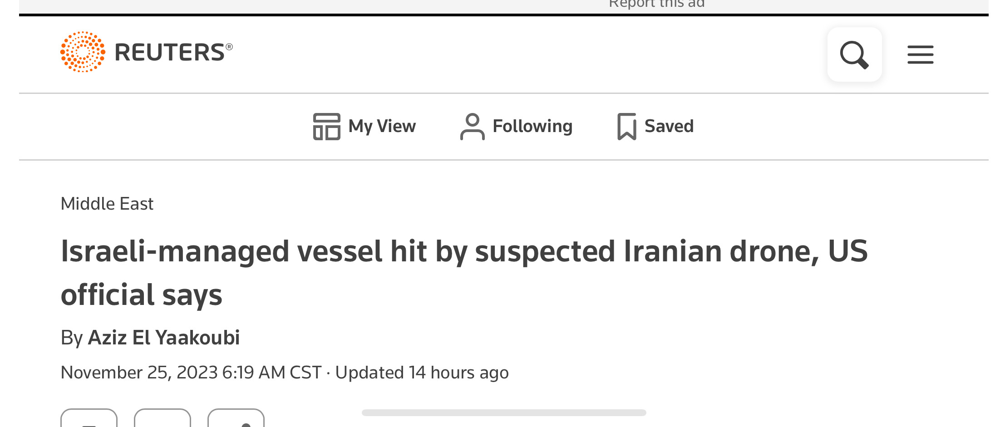 Report this ad
REUTERS®
My View
Following
Saved
Middle East
Israeli-managed vessel hit by suspected Iranian drone, US
official says
By Aziz El Yaakoubi
November 25, 2023 6:19 AM CST · Updated 14 hours ago